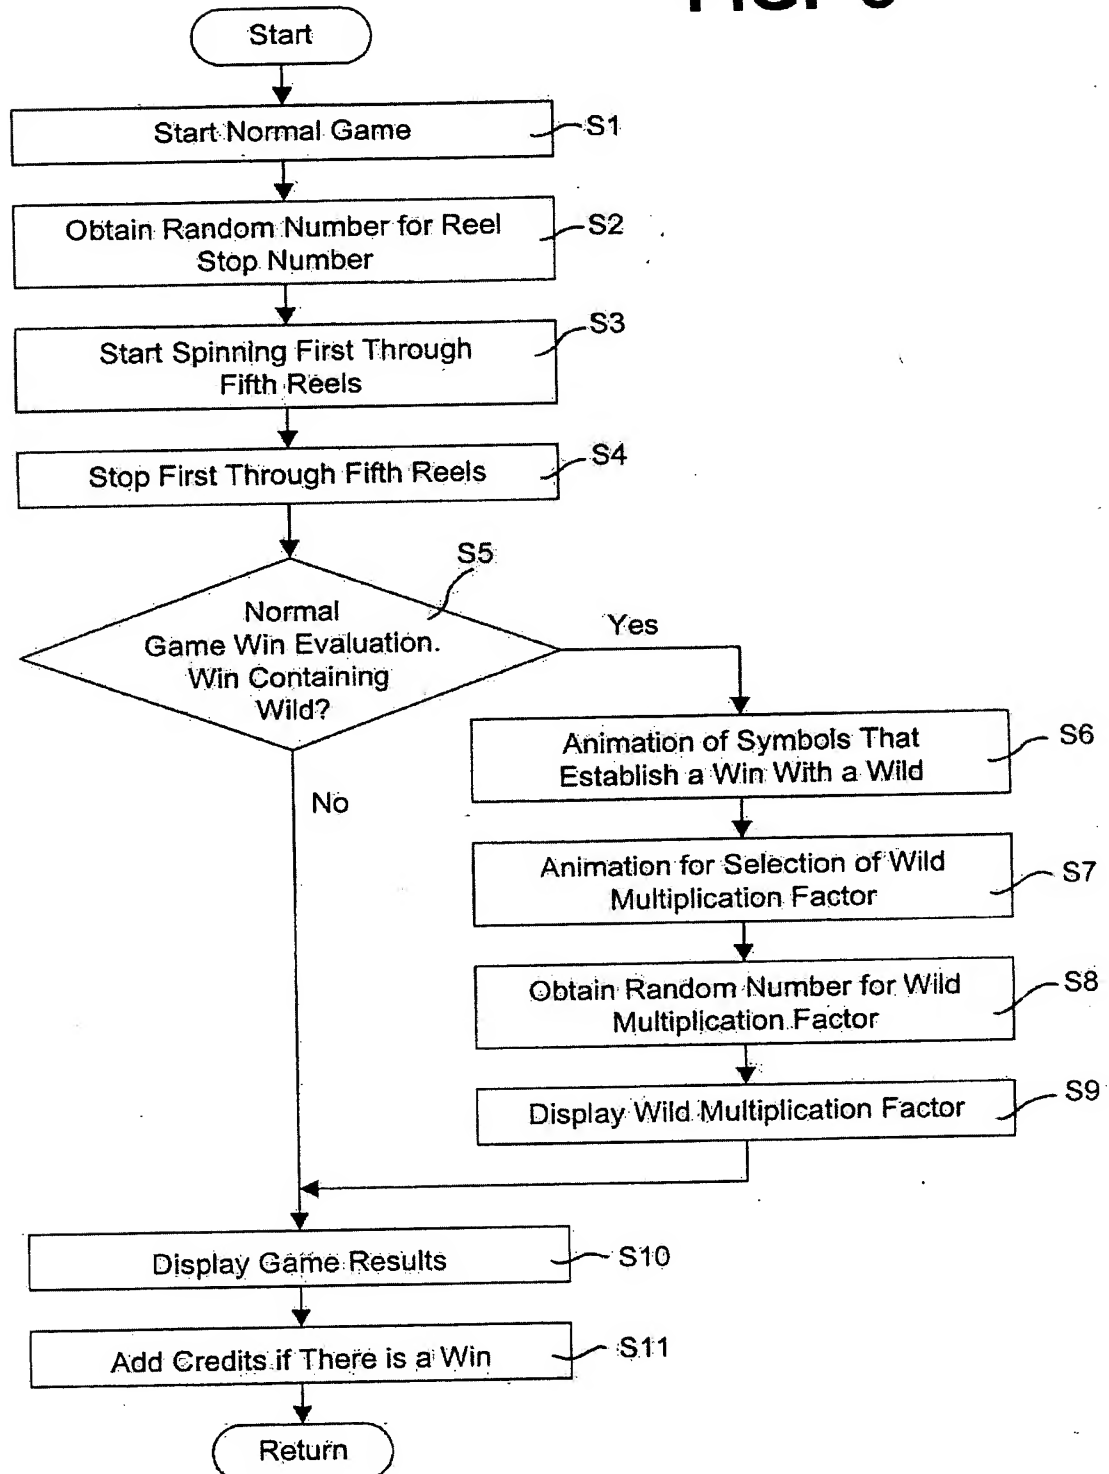 Start
Start Normal Game
S1
Obtain Random Number for Reel
Stop Number
S2
Start Spinning First Through
Fifth Reels
S3
Stop First Through Fifth Reels
S4
S5
Normal
Game Win Evaluation.
Win Containing
Wild?
Yes
No
Animation of Symbols That
Establish a Win With a Wild
S6
Animation for Selection of Wild
Multiplication Factor
S7
Obtain Random Number for Wild
Multiplication Factor
S8
Display Wild Multiplication Factor
S9
Display Game Results
S10
Add Credits if There is a Win
S11
Return